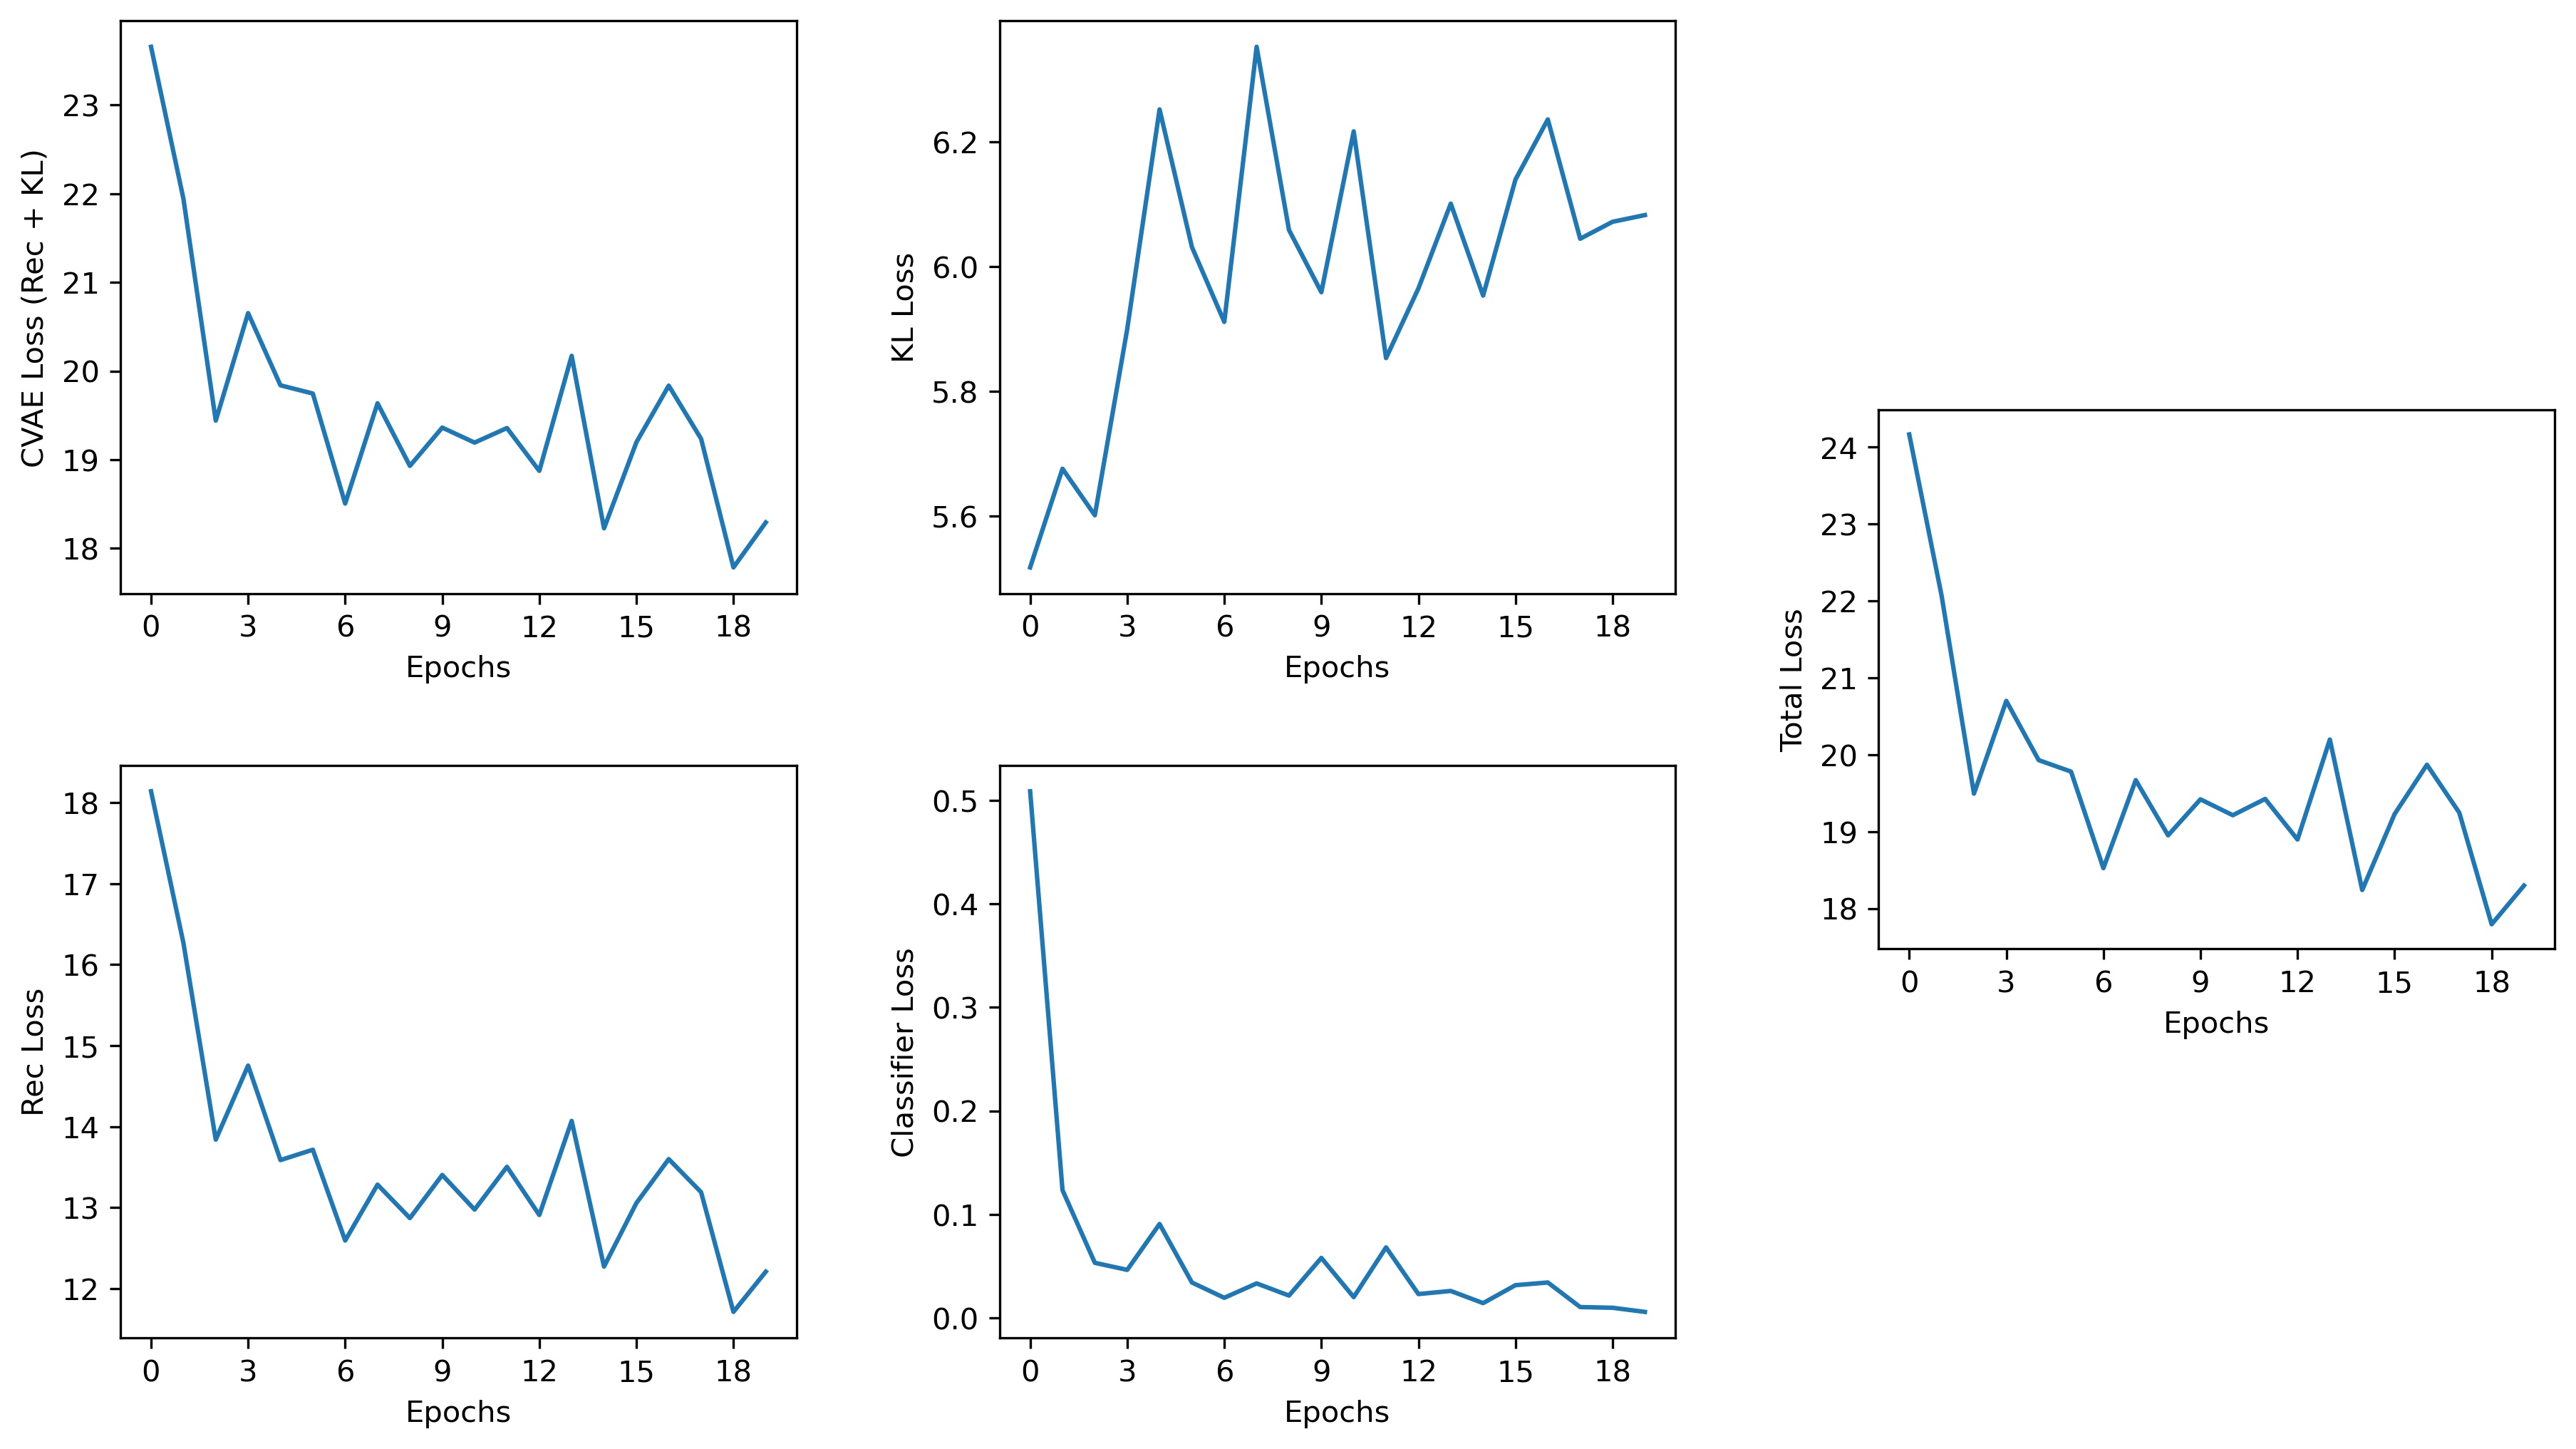 CVAE Loss (Rec + KL)
23
22
21
20
19
18
0 3 6 9 12 15 18
Epochs
KL Loss
6.2
6.0
5.8
5.6
0 3 6 9 12 15 18
Epochs
Rec Loss
18
17
16
15
14
13
12
0 3 6 9 12 15 18
Epochs
Classifier Loss
0.5
0.4
0.3
0.2
0.1
0.0
0 3 6 9 12 15 18
Epochs
Total Loss
24
23
22
21
20
19
18
0 3 6 9 12 15 18
Epochs